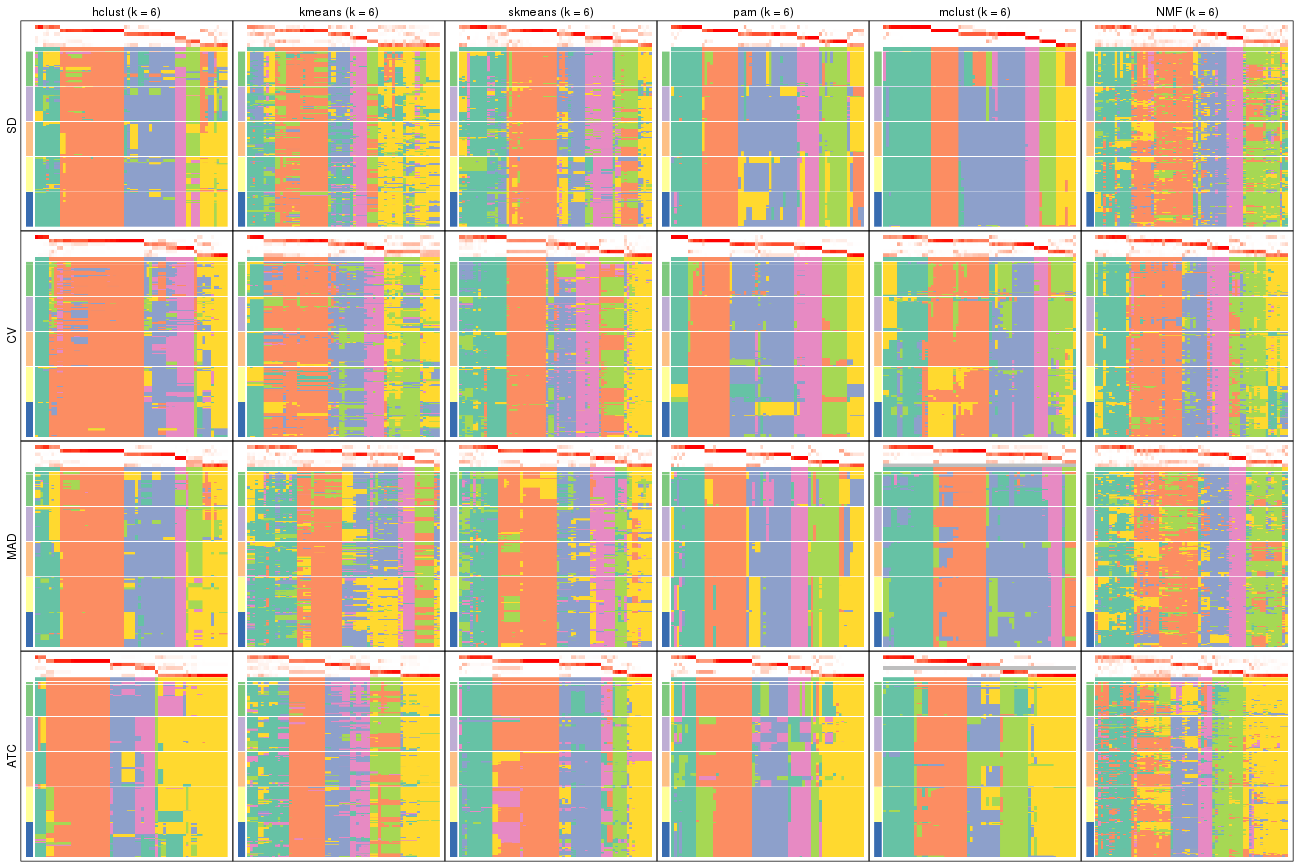 hclust (k = 6) kmeans (k = 6) skmeans (k = 6) pam (k = 6) mclust (k = 6) NMF (k = 6)
SD
CV
MAD
ATC